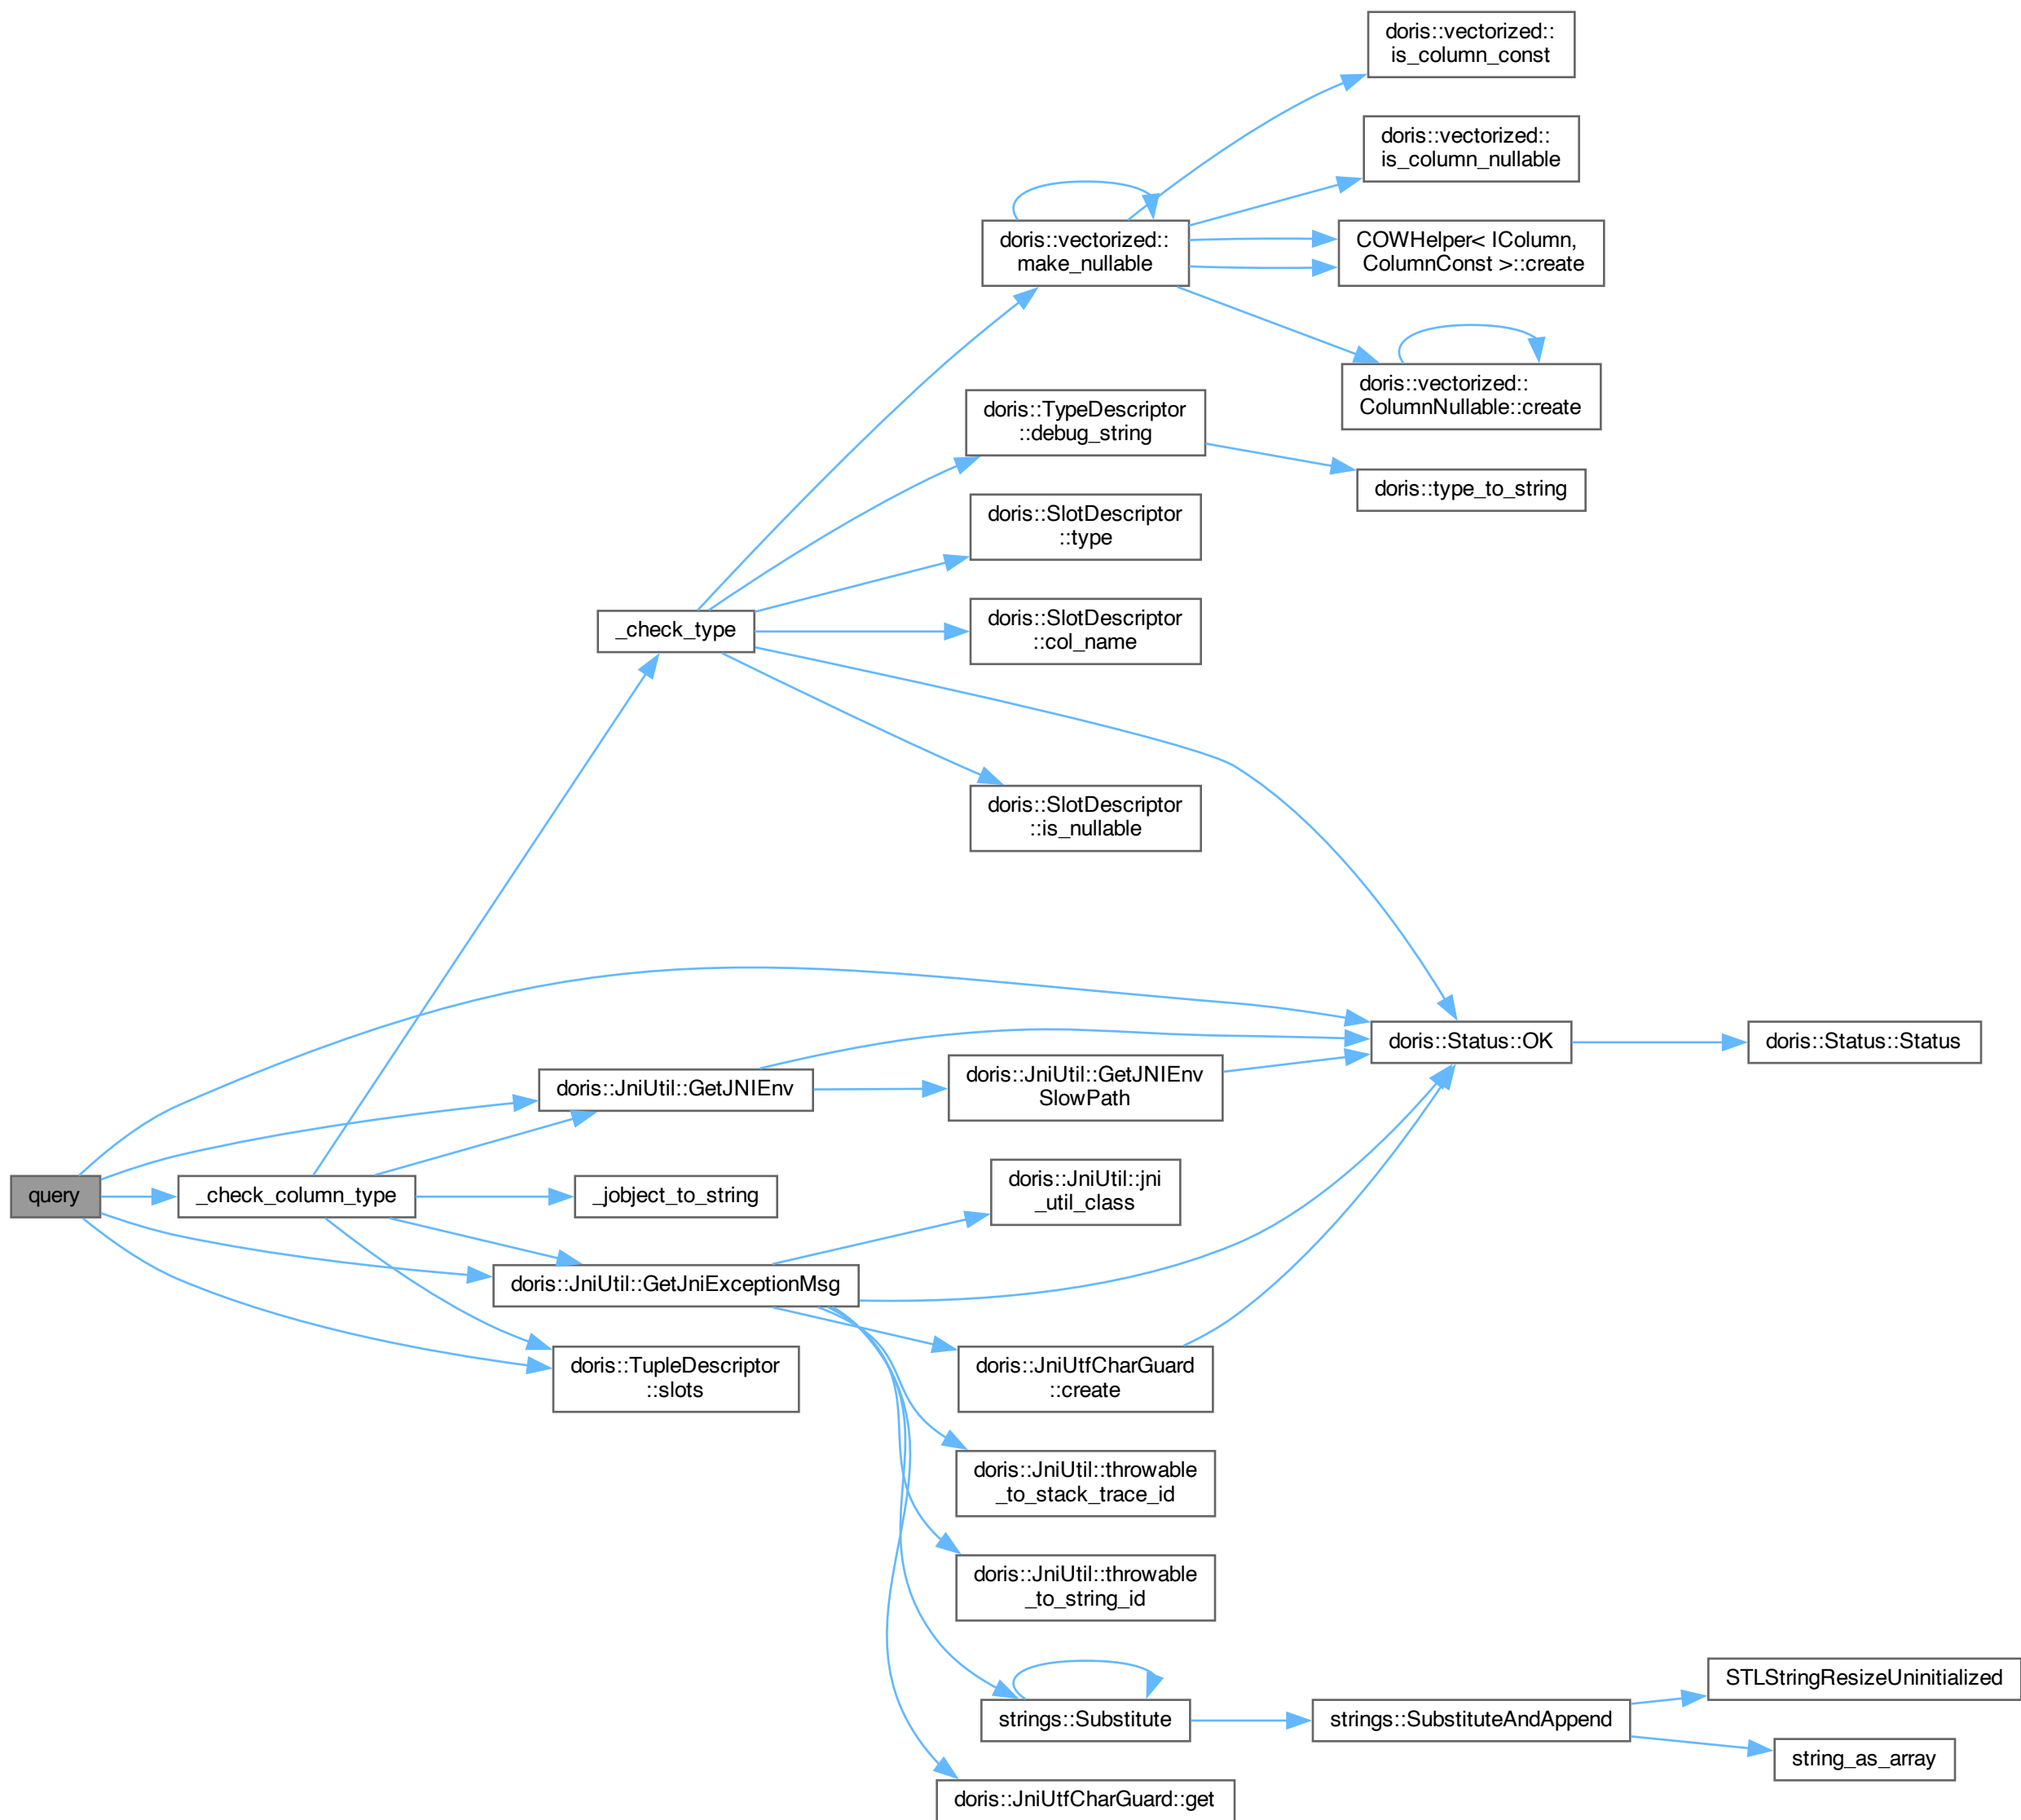 doris::vectorized::
is_column_const
doris::vectorized::
is_column_nullable
doris::vectorized::
make_nullable
COWHelper< IColumn,
ColumnConst >::create
doris::vectorized::
ColumnNullable::create
doris::TypeDescriptor
::debug_string
doris::type_to_string
doris::SlotDescriptor
::type
_check_type
doris::SlotDescriptor
::col_name
doris::SlotDescriptor
::is_nullable
doris::Status::OK
doris::Status::Status
doris::JniUtil::GetJNIEnv
doris::JniUtil::GetJNIEnv
SlowPath
query
_check_column_type
_jobject_to_string
doris::JniUtil::jni
_util_class
doris::JniUtil::GetJniExceptionMsg
doris::TupleDescriptor
::slots
doris::JniUtfCharGuard
::create
doris::JniUtil::throwable
_to_stack_trace_id
doris::JniUtil::throwable
_to_string_id
strings::Substitute
strings::SubstituteAndAppend
STLStringResizeUninitialized
string_as_array
doris::JniUtfCharGuard::get